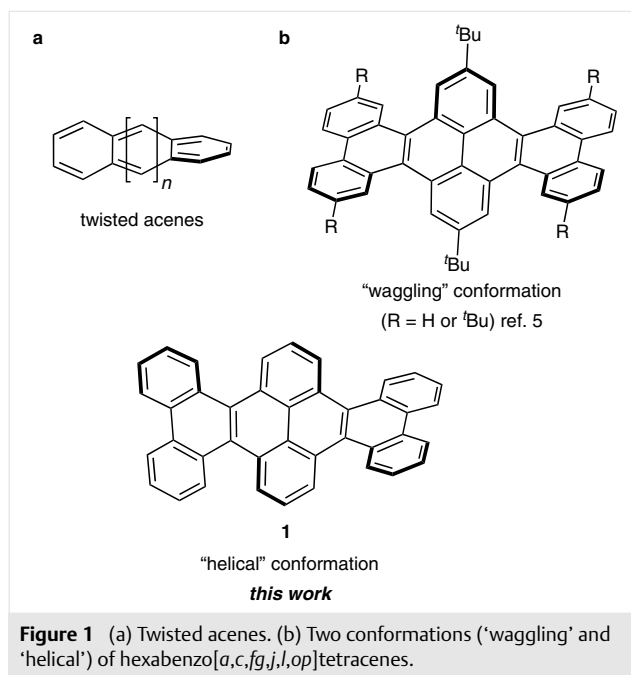 a
b
tBu
R
R
n
twisted acenes
R
R
tBu
“waggling” conformation
(R = H or tBu) ref. 5
1
“helical” conformation
this work
Figure 1 (a) Twisted acenes. (b) Two conformations (‘waggling’ and
‘helical’) of hexabenzo[a,c,fg,j,l,op]tetracenes.